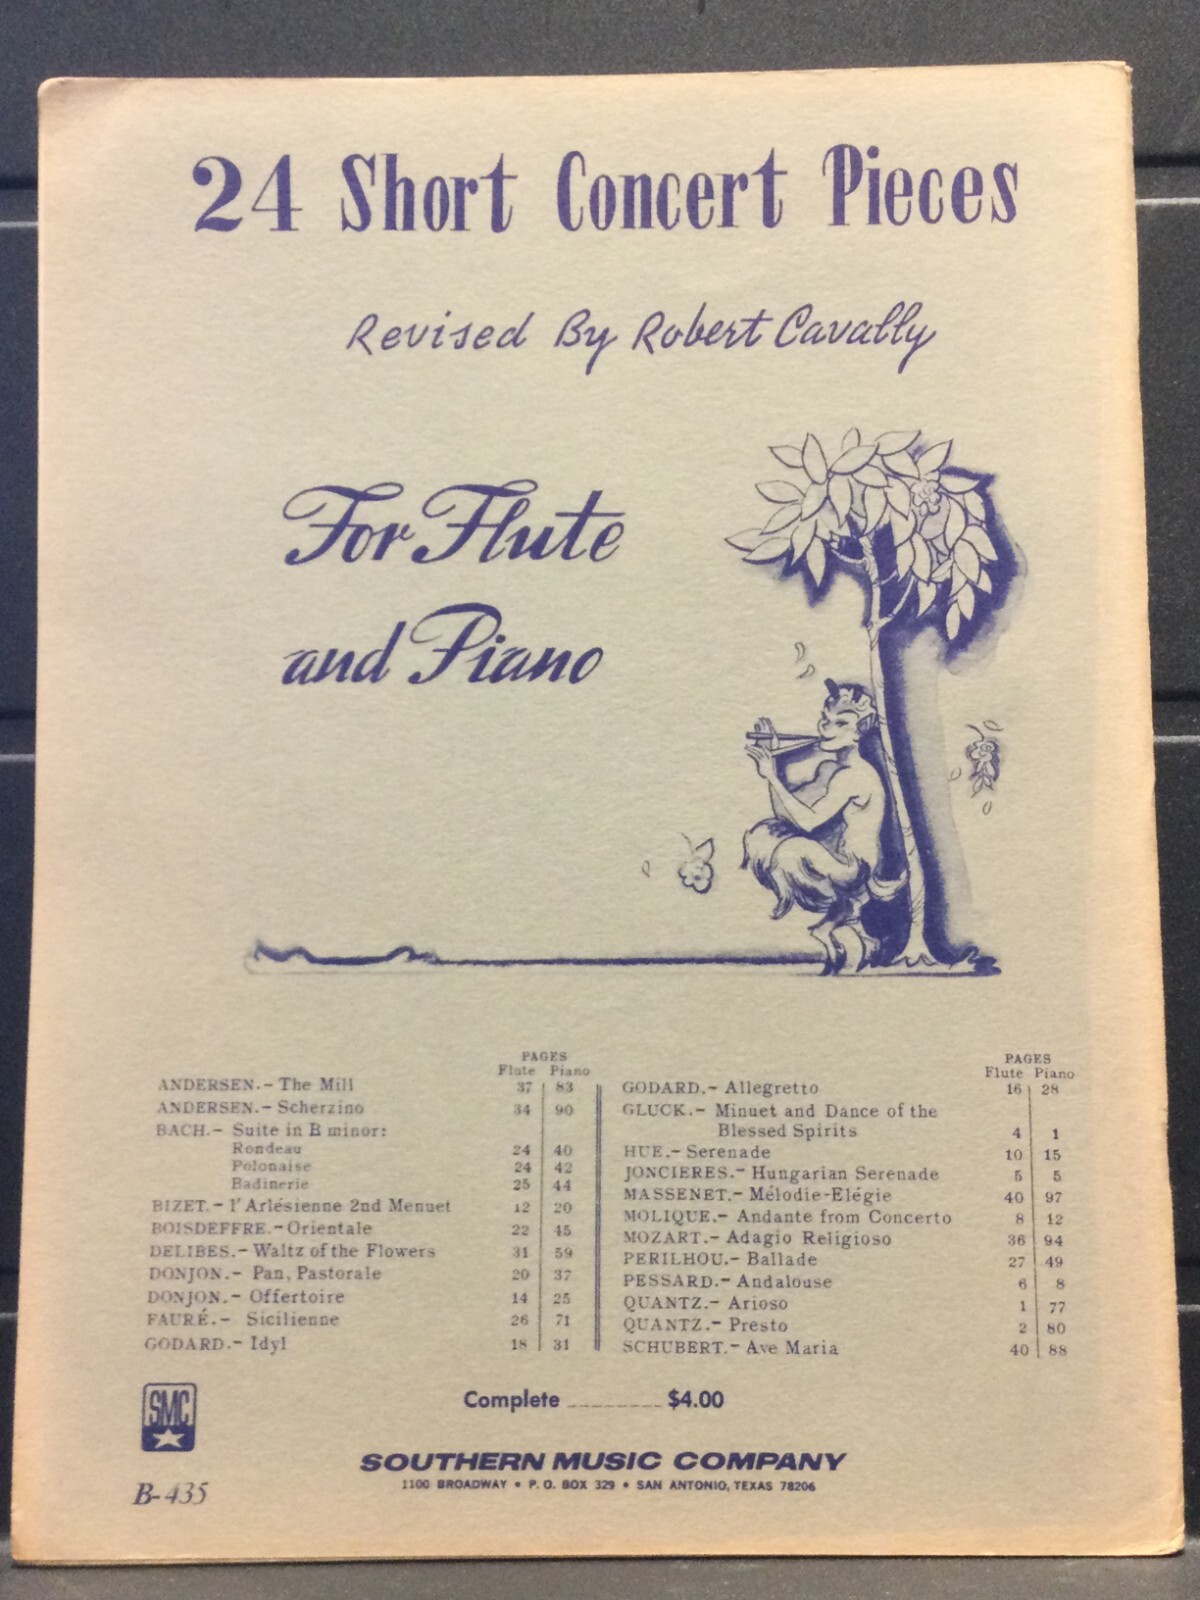 24 Short Concert Pieces
Revised By Robert Cavally
For Flute
and Piano
PAGES
Flute Piano
ANDERSEN.- The Mill 37 83
ANDERSEN.- Scherzino 34 90
BACH.- Suite in B minor:
Rondeau 24 40
Polonaise 24 42
Badinerie 25 44
BIZET.- l'Arlésienne 2nd Menuet 12 20
BOISDEFFRE.- Orientale 22 45
DELIBES.- Waltz of the Flowers 31 59
DONJON.- Pan, Pastorale 20 37
DONJON.- Offertoire 14 25
FAURÉ.- Sicilienne 26 71
GODARD.- Idyl 18 31
PAGES
Flute Piano
GODARD.- Allegretto 16 28
GLUCK.- Minuet and Dance of the
Blessed Spirits 4 1
HUE.- Serenade 10 15
JONCIERES.- Hungarian Serenade 5 5
MASSENET.- Mélodie-Elégie 40 97
MOLIQUE.- Andante from Concerto 8 12
MOZART.- Adagio Religioso 36 94
PERILHOU.- Ballade 27 49
PESSARD.- Andalouse 6 8
QUANTZ.- Arioso 1 77
QUANTZ.- Presto 2 80
SCHUBERT.- Ave Maria 40 88
Complete ________ $4.00
SMC
SOUTHERN MUSIC COMPANY
1100 BROADWAY • P. O. BOX 329 • SAN ANTONIO, TEXAS 78206
B-435